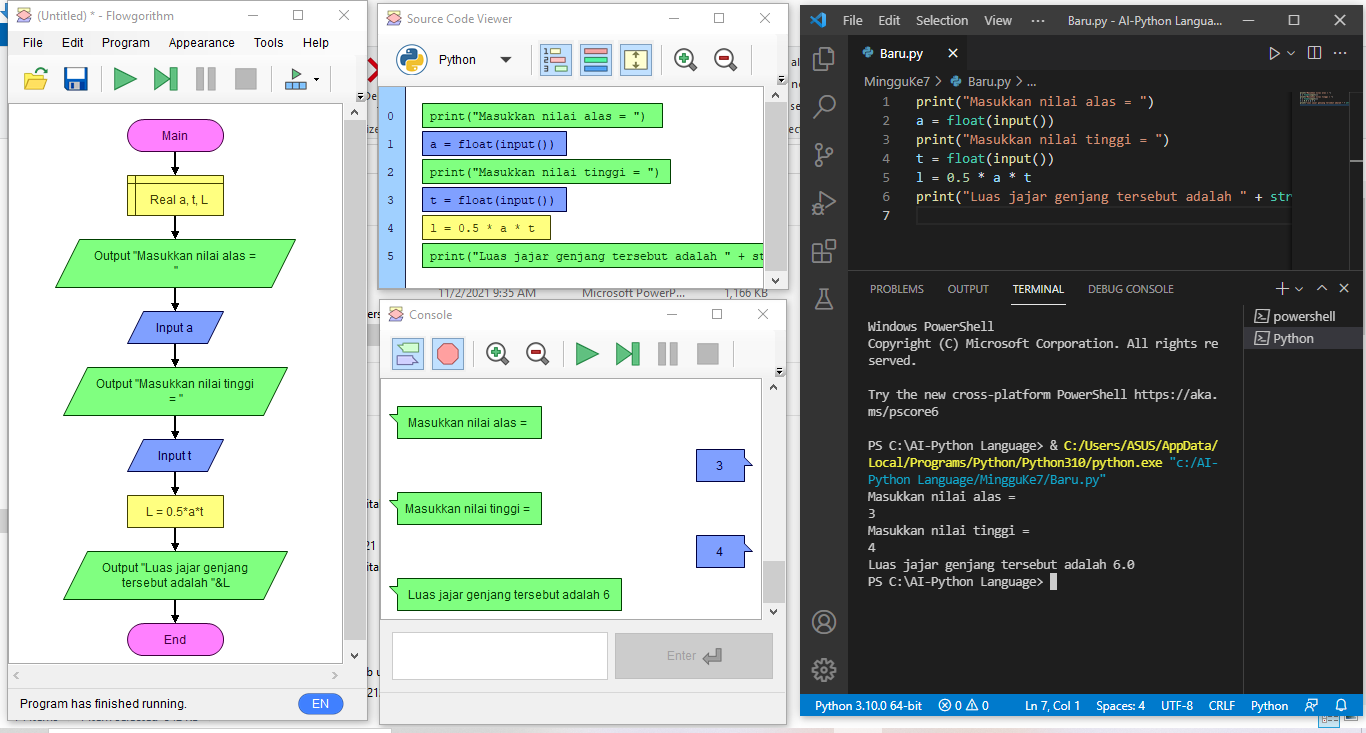 (Untitled) * - Flowgorithm
File Edit Program Appearance Tools Help
Main
Real a, t, L
Output "Masukkan nilai alas =
"
Input a
Output "Masukkan nilai tinggi
= "
Input t
L = 0.5*a*t
Output "Luas jajar genjang
tersebut adalah "&L
End
Program has finished running.
EN
Source Code Viewer
Python
0 print("Masukkan nilai alas = ")
1 a = float(input())
2 print("Masukkan nilai tinggi = ")
3 t = float(input())
4 l = 0.5 * a * t
5 print("Luas jajar genjang tersebut adalah " + st
11/2/2021 9:35 AM Microsoft PowerP... 1,166 KB
Console
Masukkan nilai alas =
3
Masukkan nilai tinggi =
4
Luas jajar genjang tersebut adalah 6
Enter
File Edit Selection View ··· Baru.py - AI-Python Langua...
Baru.py
MingguKe7 > Baru.py > ...
1 print("Masukkan nilai alas = ")
2 a = float(input())
3 print("Masukkan nilai tinggi = ")
4 t = float(input())
5 l = 0.5 * a * t
6 print("Luas jajar genjang tersebut adalah " + str
7
PROBLEMS OUTPUT TERMINAL DEBUG CONSOLE
powershell
Python
Windows PowerShell
Copyright (C) Microsoft Corporation. All rights re
served.
Try the new cross-platform PowerShell https://aka.
ms/pscore6
PS C:\AI-Python Language> & C:/Users/ASUS/AppData/
Local/Programs/Python/Python310/python.exe "c:/AI-
Python Language/MingguKe7/Baru.py"
Masukkan nilai alas =
3
Masukkan nilai tinggi =
4
Luas jajar genjang tersebut adalah 6.0
PS C:\AI-Python Language>
Python 3.10.0 64-bit 0 0 Ln 7, Col 1 Spaces: 4 UTF-8 CRLF Python